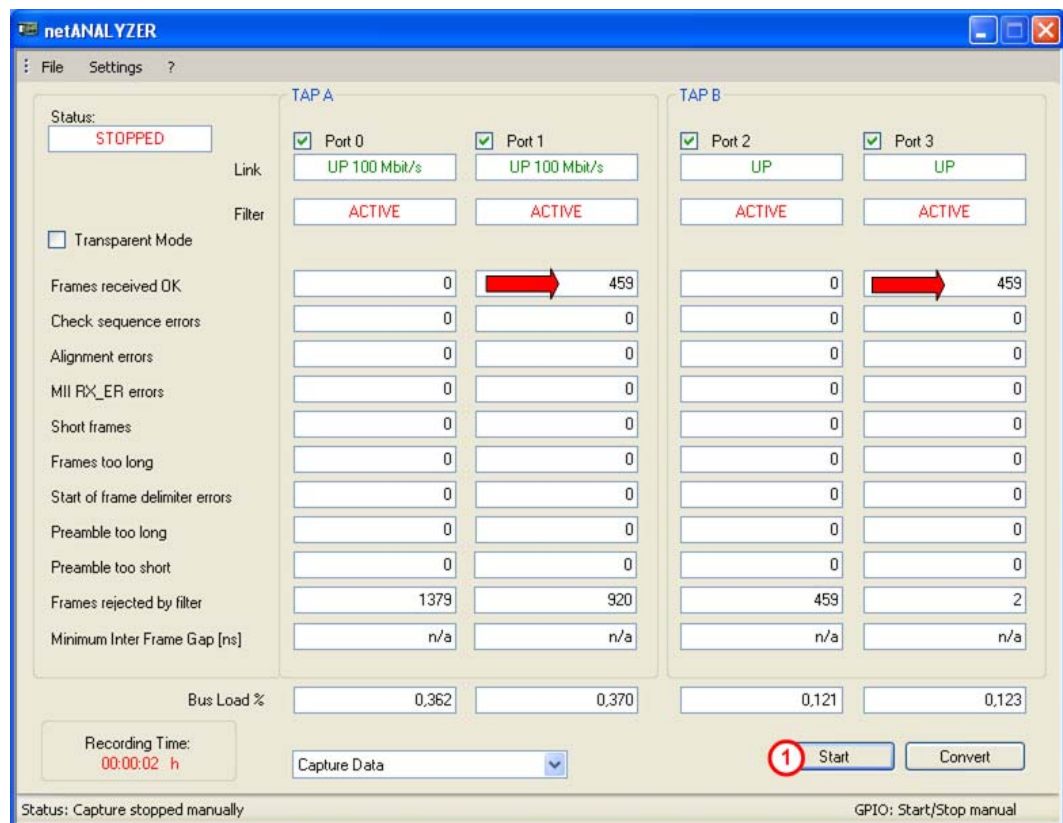 netANALYZER
File Settings ?
TAP A TAP B
Status:
STOPPED
Port 0 Port 1 Port 2 Port 3
Link UP 100 Mbit/s UP 100 Mbit/s UP UP
Filter ACTIVE ACTIVE ACTIVE ACTIVE
Transparent Mode
Frames received OK 0 459 0 459
Check sequence errors 0 0 0 0
Alignment errors 0 0 0 0
MII RX_ER errors 0 0 0 0
Short frames 0 0 0 0
Frames too long 0 0 0 0
Start of frame delimiter errors 0 0 0 0
Preamble too long 0 0 0 0
Preamble too short 0 0 0 0
Frames rejected by filter 1379 920 459 2
Minimum Inter Frame Gap [ns] n/a n/a n/a n/a
Bus Load % 0,362 0,370 0,121 0,123
Recording Time:
00:00:02 h
Capture Data 1 Start Convert
Status: Capture stopped manually GPIO: Start/Stop manual